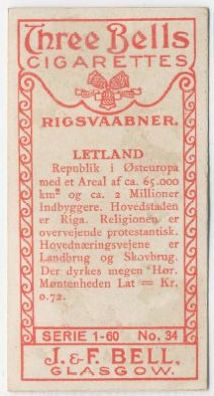 Three Bells
CIGARETTES
RIGSVAABNER.
LETLAND
Republik i Østeuropa
med et Areal af ca. 65.000
km² og ca. 2 Millioner
Indbyggere. Hovedstaden
er Riga. Religionen er
overvejende protestantisk.
Hovednæringsvejene er
Landbrug og Skovbrug.
Der dyrkes megen Hør.
Møntenheden Lat = Kr.
0.72.
SERIE 1-60 No. 34
J. & F. BELL,
GLASGOW.